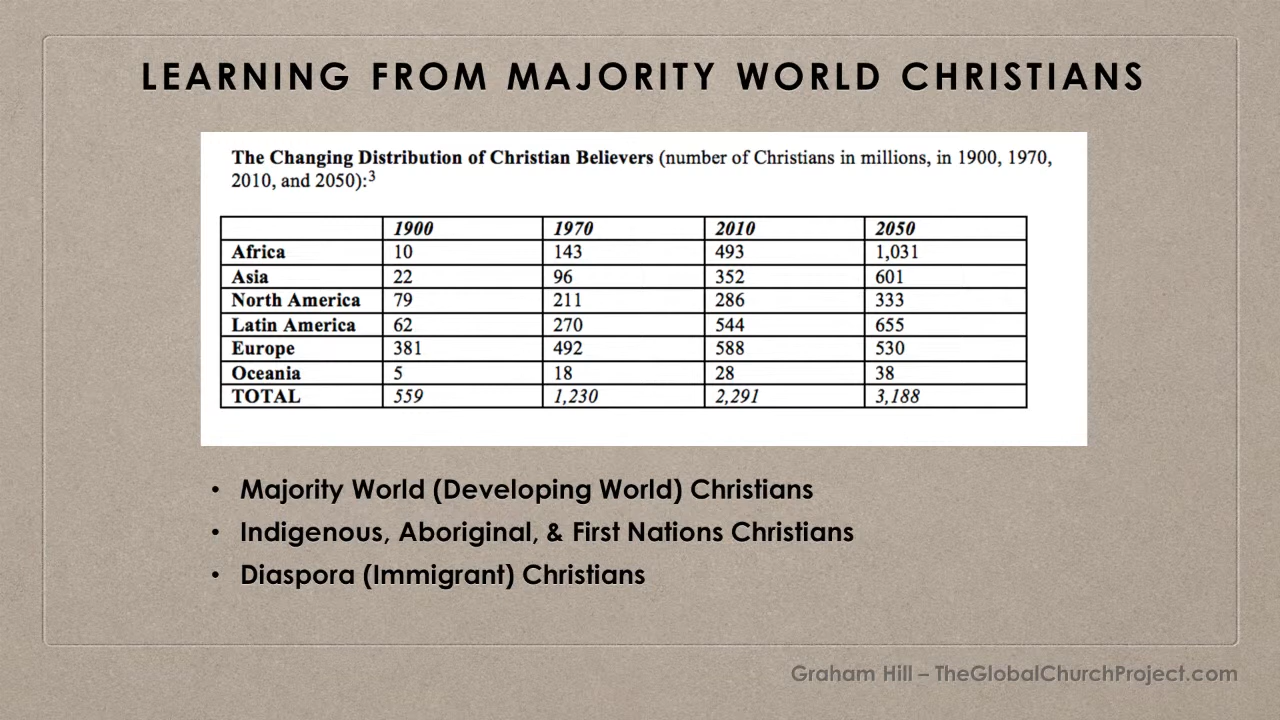 LEARNING FROM MAJORITY WORLD CHRISTIANS
The Changing Distribution of Christian Believers (number of Christians in millions, in 1900, 1970,
2010, and 2050):3
1900 1970 2010 2050
Africa 10 143 493 1,031
Asia 22 96 352 601
North America 79 211 286 333
Latin America 62 270 544 655
Europe 381 492 588 530
Oceania 5 18 28 38
TOTAL 559 1,230 2,291 3,188
• Majority World (Developing World) Christians
• Indigenous, Aboriginal, & First Nations Christians
• Diaspora (Immigrant) Christians
Graham Hill – TheGlobalChurchProject.com